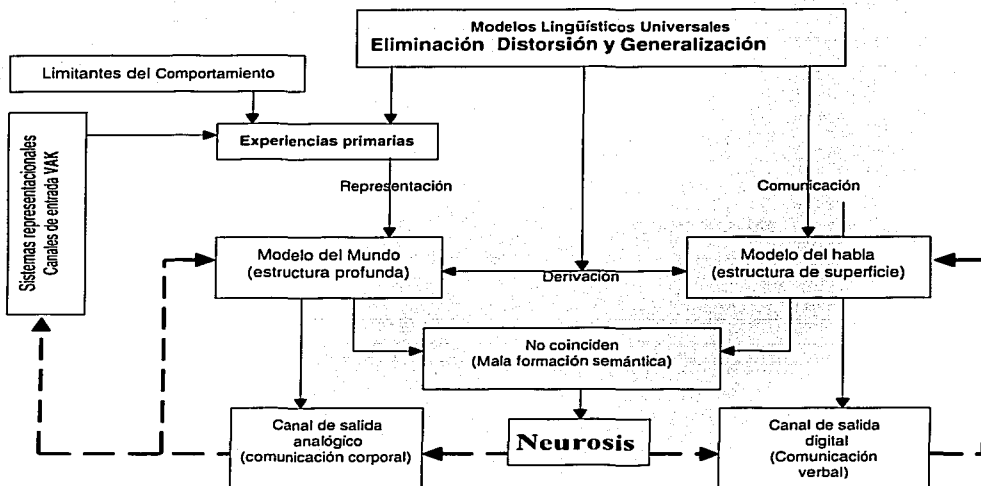 Modelos Lingüísticos Universales
Eliminación Distorsión y Generalización
Limitantes del Comportamiento
Experiencias primarias
Sistemas representacionales
Canales de entrada VAK
Representación
Comunicación
Modelo del Mundo
(estructura profunda)
Derivación
Modelo del habla
(estructura de superficie)
No coinciden
(Mala formación semántica)
Canal de salida
analógico
(comunicación corporal)
Neurosis
Canal de salida
digital
(Comunicación
verbal)